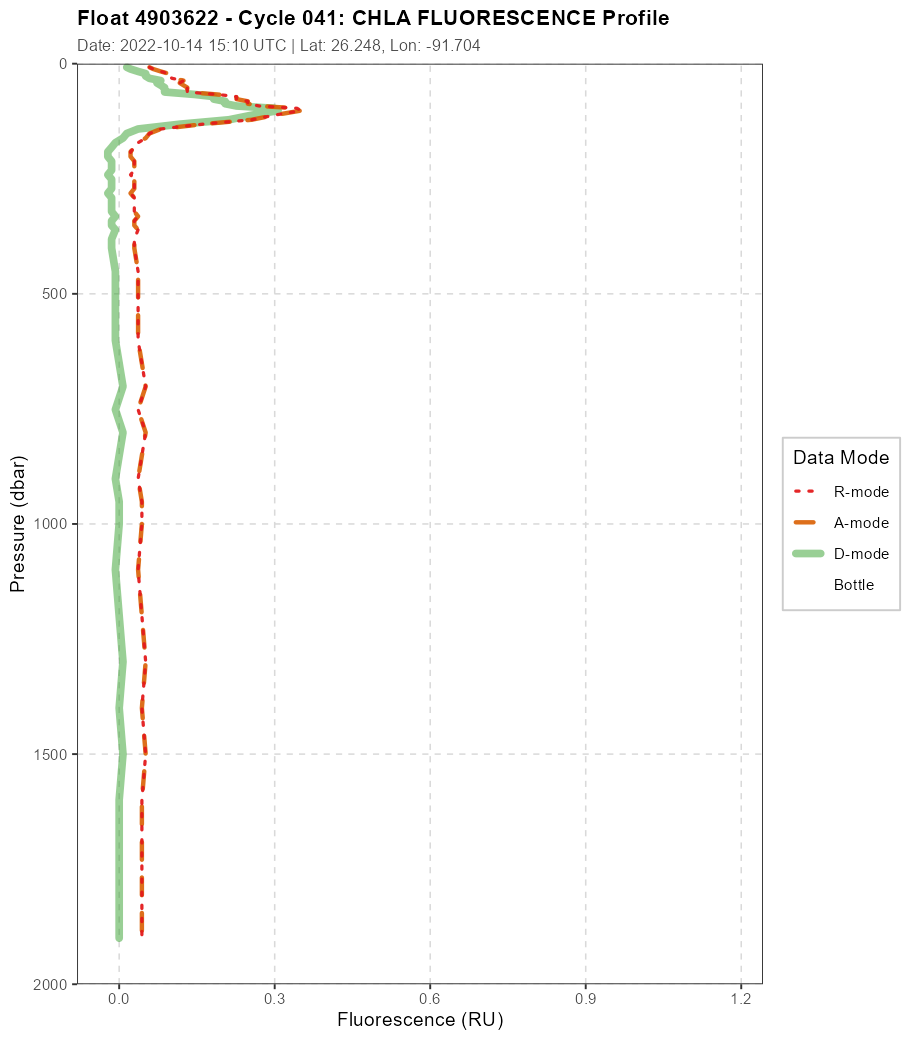 Float 4903622 - Cycle 041: CHLA FLUORESCENCE Profile
Date: 2022-10-14 15:10 UTC | Lat: 26.248, Lon: -91.704
0
500
1000
1500
2000
Pressure (dbar)
0.0 0.3 0.6 0.9 1.2
Fluorescence (RU)
Data Mode
R-mode
A-mode
D-mode
Bottle